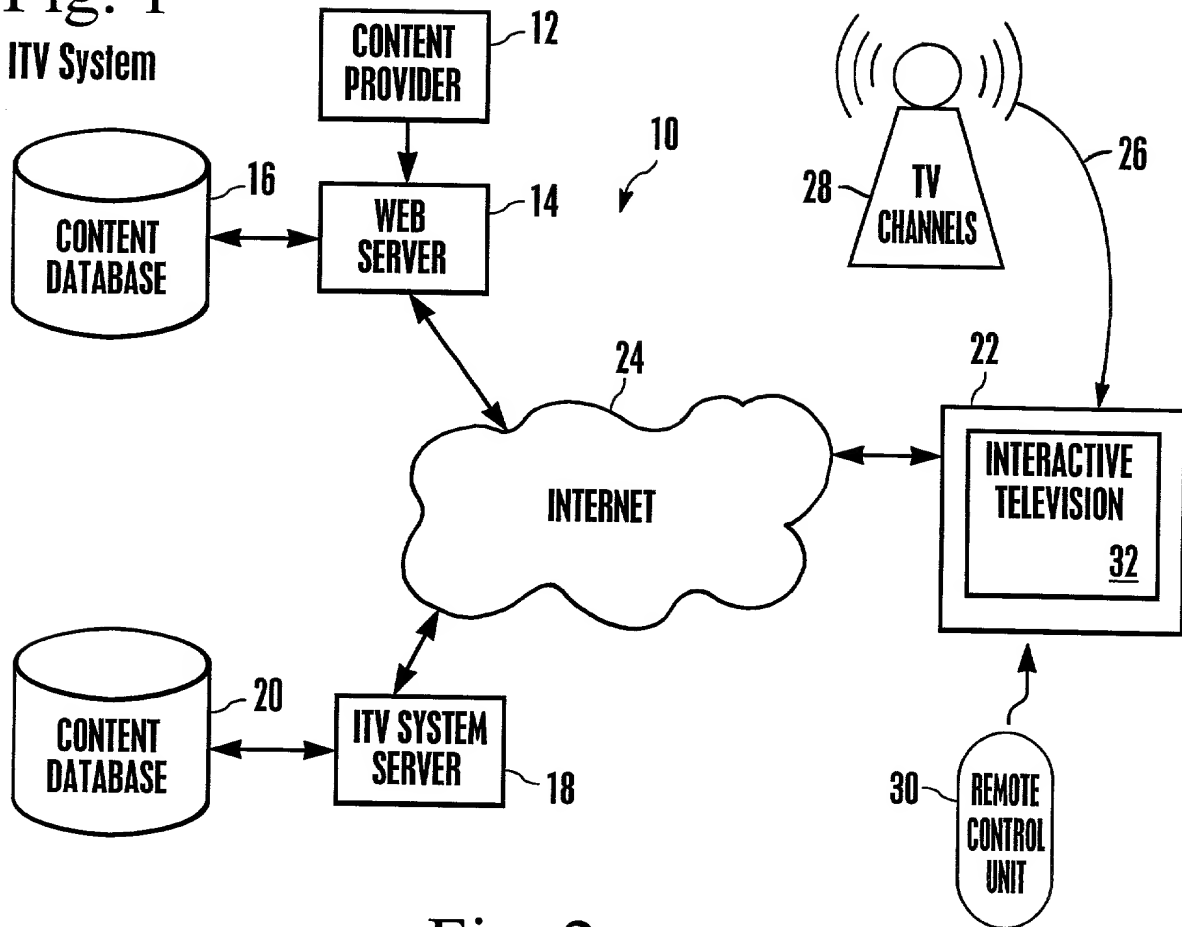 Fig. 1
ITV System
CONTENT
PROVIDER
12
10
16
CONTENT
DATABASE
WEB
SERVER
14
28
TV
CHANNELS
26
24
INTERNET
22
INTERACTIVE
TELEVISION
32
20
CONTENT
DATABASE
ITV SYSTEM
SERVER
18
30
REMOTE
CONTROL
UNIT
Fig. 2